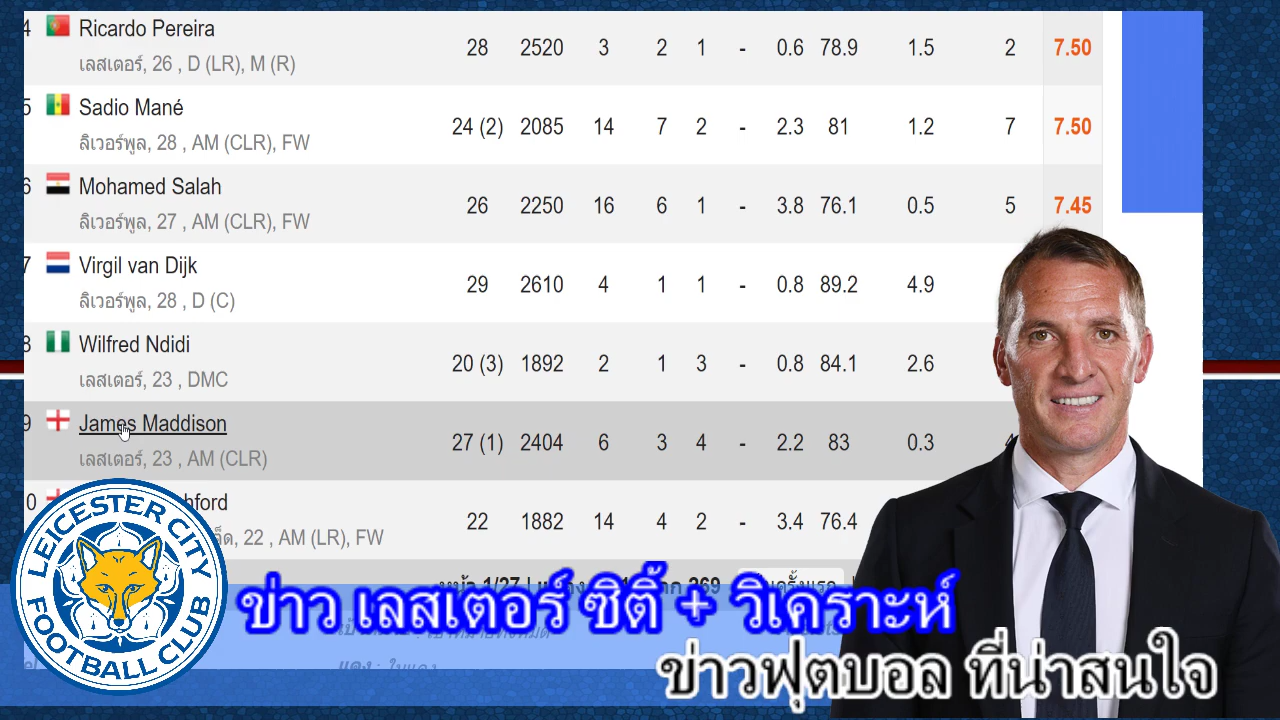 4 Ricardo Pereira
28 2520 3 2 1 - 0.6 78.9 1.5 2 7.50
เลสเตอร์, 26 , D (LR), M (R)
5 Sadio Mané
24 (2) 2085 14 7 2 - 2.3 81 1.2 7 7.50
ลิเวอร์พูล, 28 , AM (CLR), FW
6 Mohamed Salah
26 2250 16 6 1 - 3.8 76.1 0.5 5 7.45
ลิเวอร์พูล, 27 , AM (CLR), FW
7 Virgil van Dijk
29 2610 4 1 1 - 0.8 89.2 4.9
ลิเวอร์พูล, 28 , D (C)
8 Wilfred Ndidi
20 (3) 1892 2 1 3 - 0.8 84.1 2.6
เลสเตอร์, 23 , DMC
9 James Maddison
27 (1) 2404 6 3 4 - 2.2 83 0.3
เลสเตอร์, 23 , AM (CLR)
22 1882 14 4 2 - 3.4 76.4
22 , AM (LR), FW
หน้า 1/27 |
LEICESTER CITY
FOOTBALL CLUB
ข่าว เลสเตอร์ ซิติ้ + วิเคราะห์
ข่าวฟุตบอล ที่น่าสนใจ